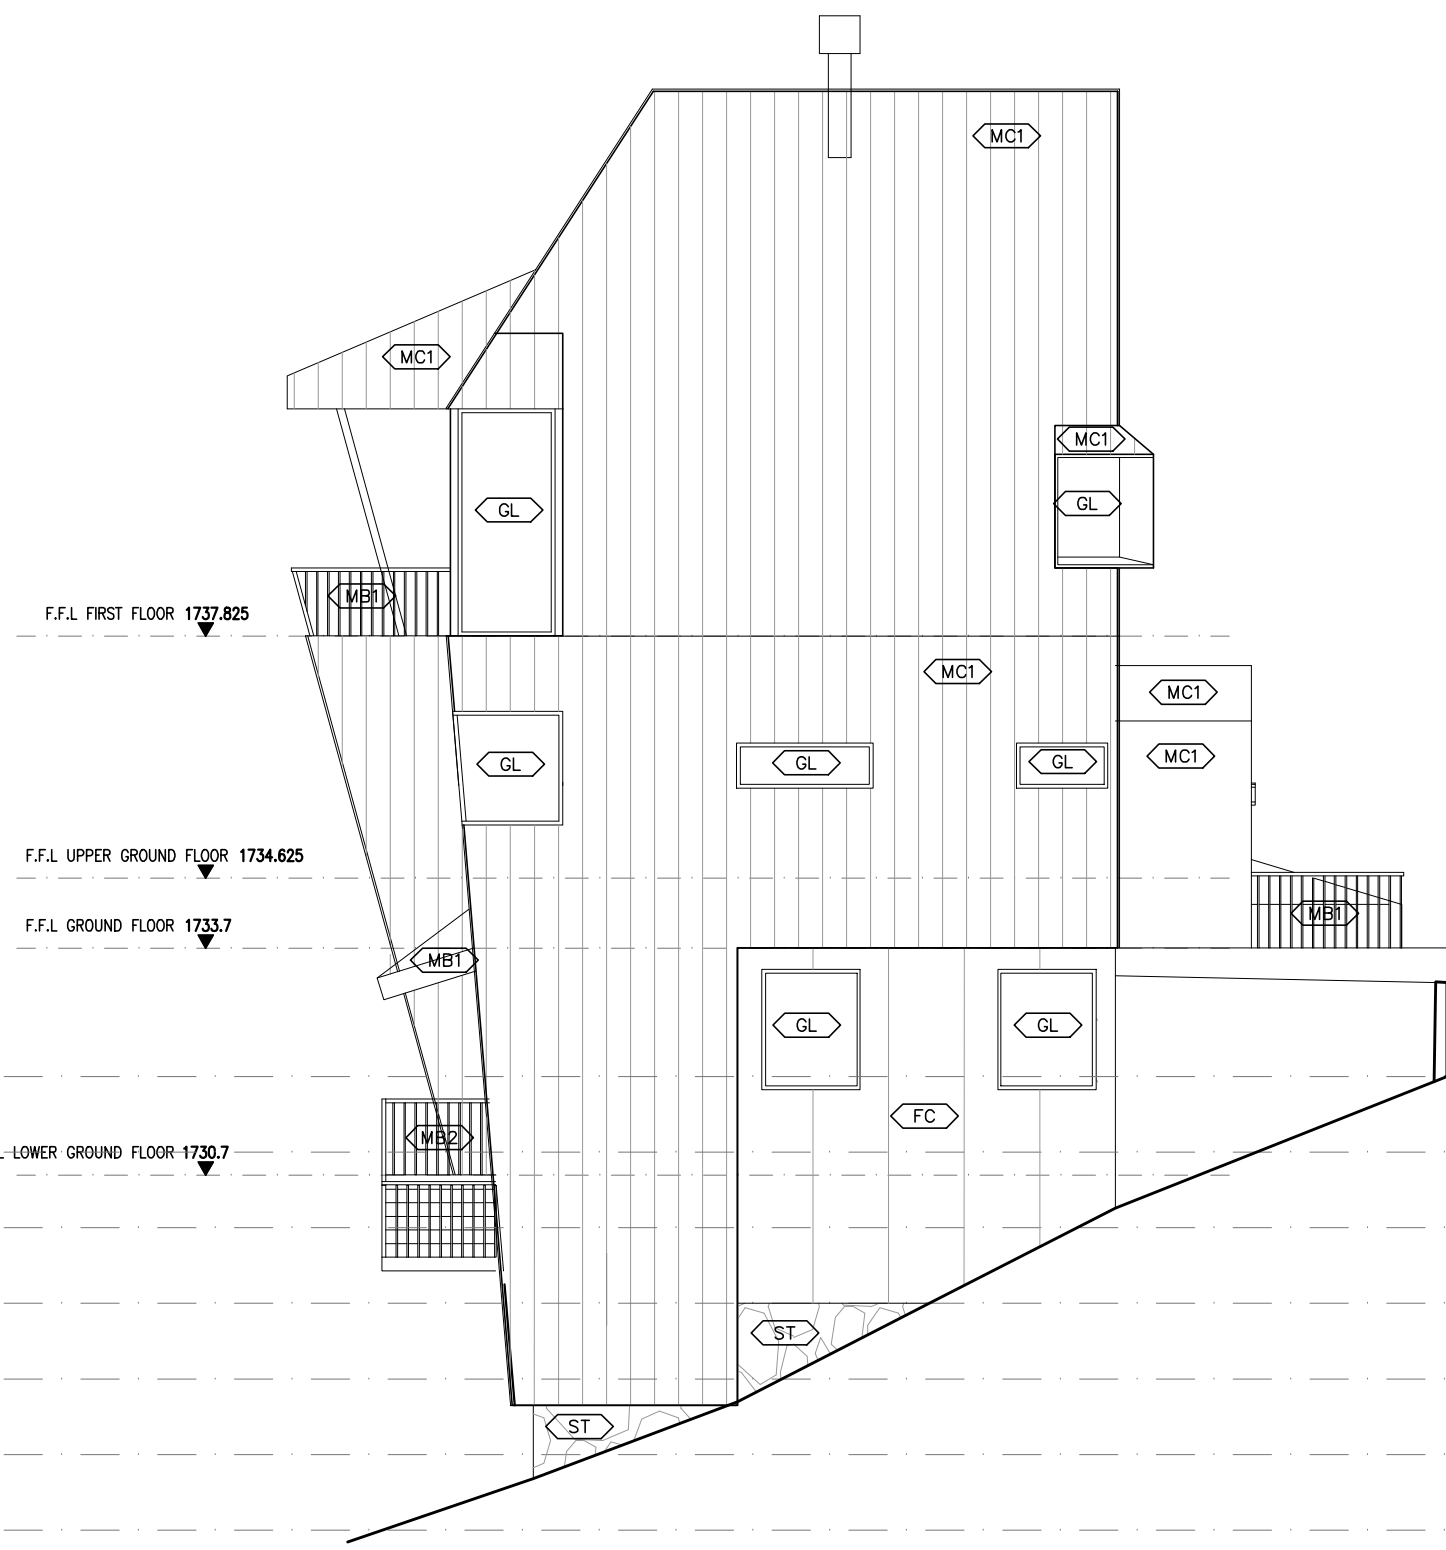 MC1
MC1
MC1
GL
GL
MB1
F.F.L FIRST FLOOR 1737.825
MC1
MC1
MC1
GL
GL
GL
F.F.L UPPER GROUND FLOOR 1734.625
MB1
F.F.L GROUND FLOOR 1733.7
MB1
GL
GL
FC
MB2
LOWER GROUND FLOOR 1730.7
ST
ST